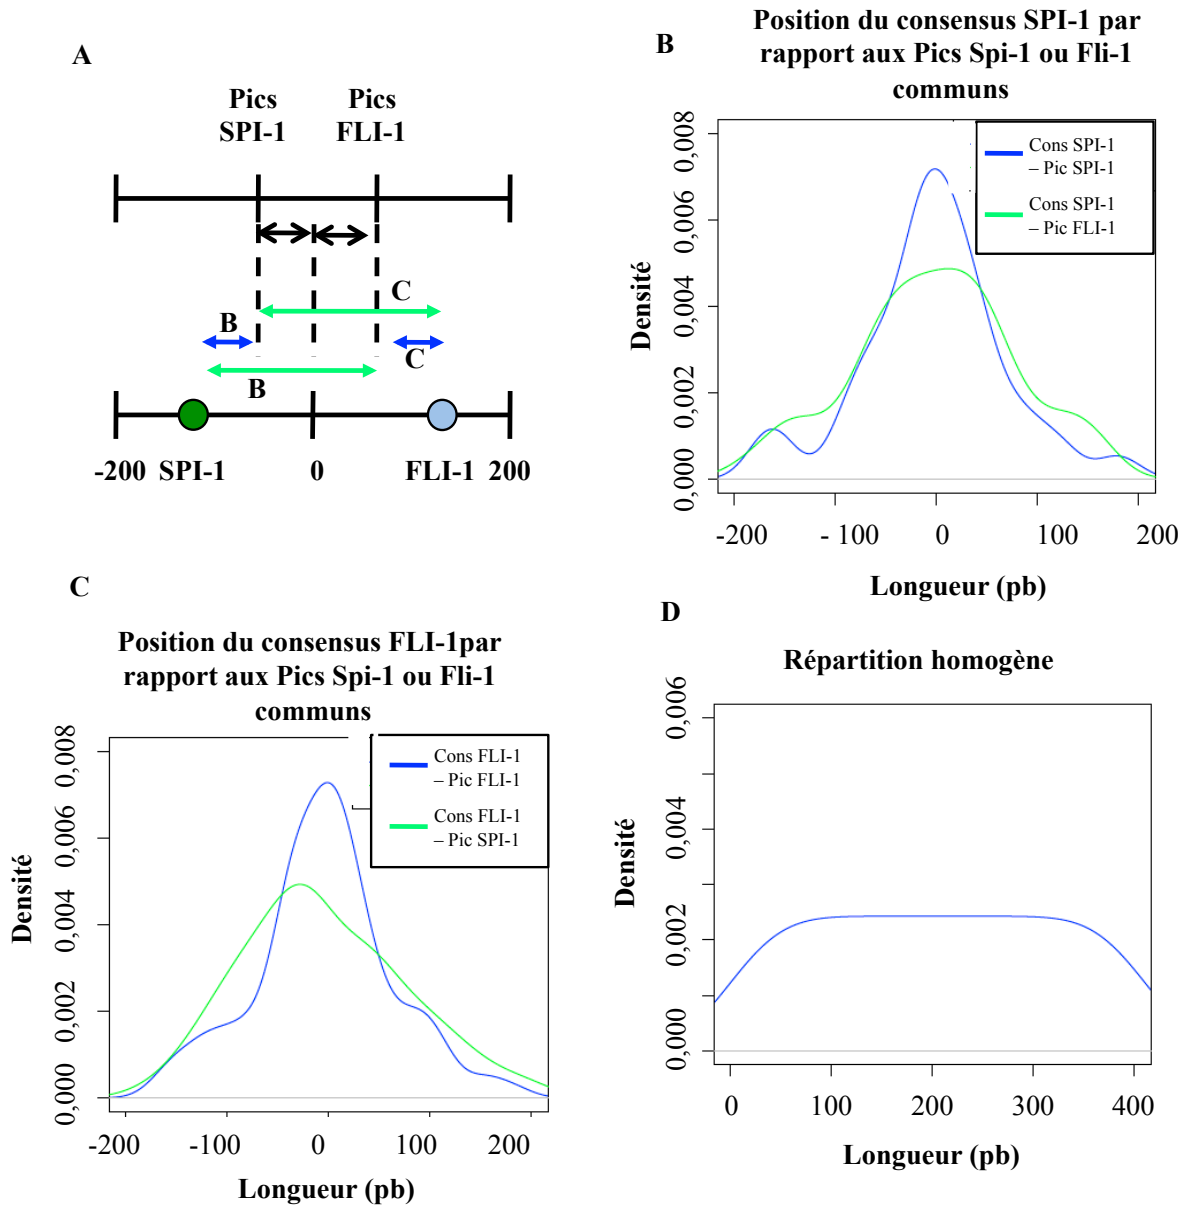 A
Pics
SPI-1
Pics
FLI-1
C
B
C
B
-200 SPI-1 0 FLI-1 200
B
Position du consensus SPI-1 par
rapport aux Pics Spi-1 ou Fli-1
communs
Cons SPI-1
– Pic SPI-1
Cons SPI-1
– Pic FLI-1
Densité
0,008
0,006
0,004
0,002
0,000
-200 - 100 0 100 200
Longueur (pb)
C
Position du consensus FLI-1par
rapport aux Pics Spi-1 ou Fli-1
communs
Cons FLI-1
– Pic FLI-1
Cons FLI-1
– Pic SPI-1
Densité
0,008
0,006
0,004
0,002
0,000
-200 -100 0 100 200
Longueur (pb)
D
Répartition homogène
Densité
0,006
0,004
0,002
0,000
0 100 200 300 400
Longueur (pb)